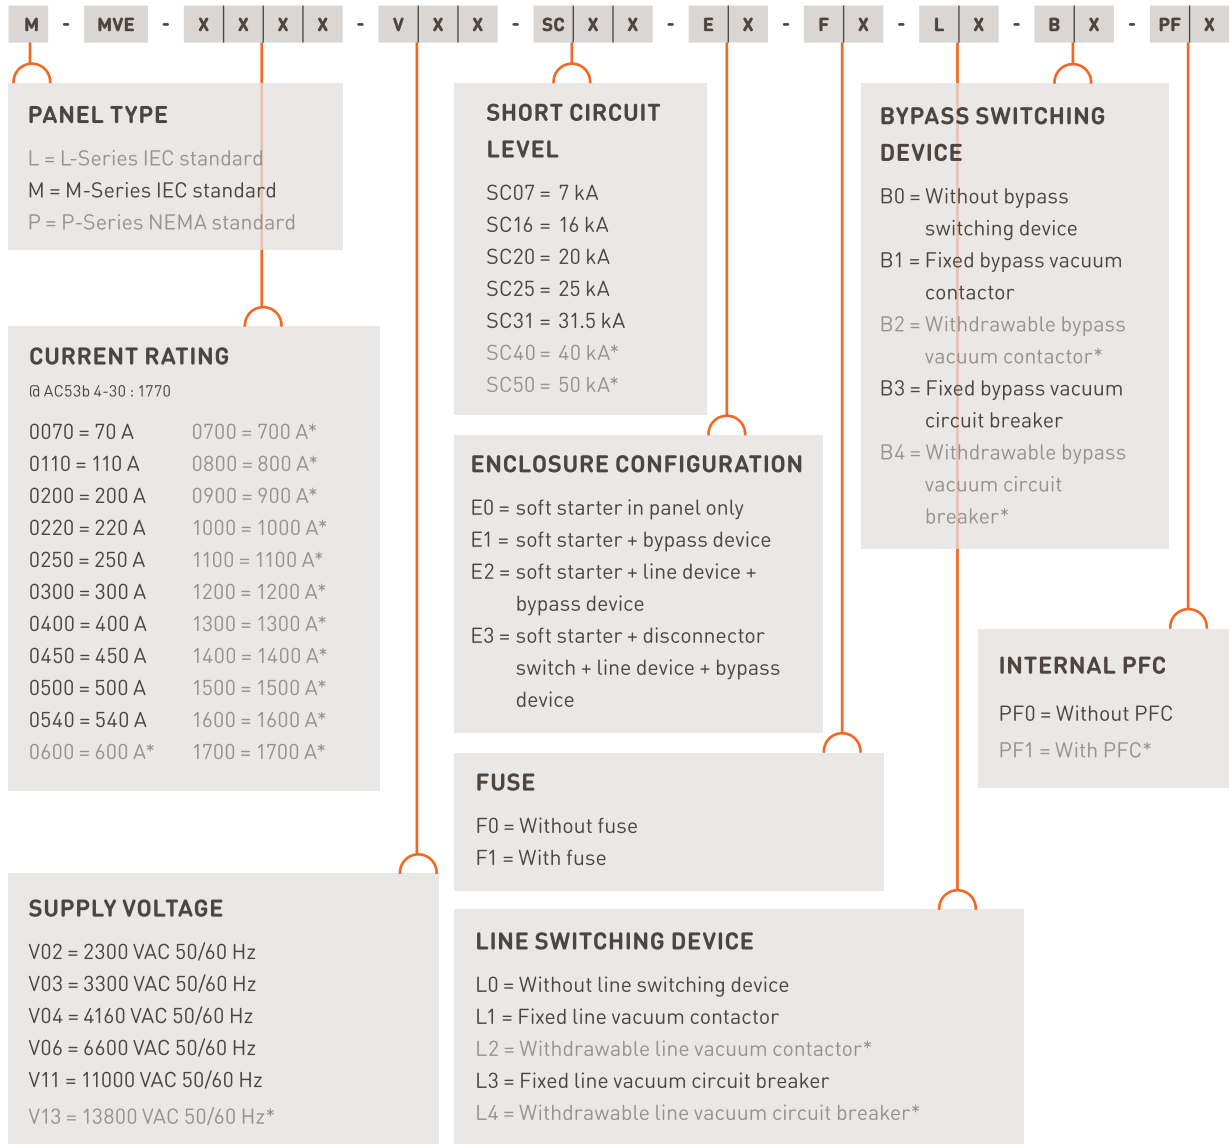 M - MVE - X X X X - V X X - SC X X - E X - F X - L X - B X - PF X
PANEL TYPE
L = L-Series IEC standard
M = M-Series IEC standard
P = P-Series NEMA standard
CURRENT RATING
@ AC53b 4-30 : 1770
0070 = 70 A 0700 = 700 A*
0110 = 110 A 0800 = 800 A*
0200 = 200 A 0900 = 900 A*
0220 = 220 A 1000 = 1000 A*
0250 = 250 A 1100 = 1100 A*
0300 = 300 A 1200 = 1200 A*
0400 = 400 A 1300 = 1300 A*
0450 = 450 A 1400 = 1400 A*
0500 = 500 A 1500 = 1500 A*
0540 = 540 A 1600 = 1600 A*
0600 = 600 A* 1700 = 1700 A*
SUPPLY VOLTAGE
V02 = 2300 VAC 50/60 Hz
V03 = 3300 VAC 50/60 Hz
V04 = 4160 VAC 50/60 Hz
V06 = 6600 VAC 50/60 Hz
V11 = 11000 VAC 50/60 Hz
V13 = 13800 VAC 50/60 Hz*
SHORT CIRCUIT
LEVEL
SC07 = 7 kA
SC16 = 16 kA
SC20 = 20 kA
SC25 = 25 kA
SC31 = 31.5 kA
SC40 = 40 kA*
SC50 = 50 kA*
ENCLOSURE CONFIGURATION
E0 = soft starter in panel only
E1 = soft starter + bypass device
E2 = soft starter + line device +
bypass device
E3 = soft starter + disconnector
switch + line device + bypass
device
FUSE
F0 = Without fuse
F1 = With fuse
LINE SWITCHING DEVICE
L0 = Without line switching device
L1 = Fixed line vacuum contactor
L2 = Withdrawable line vacuum contactor*
L3 = Fixed line vacuum circuit breaker
L4 = Withdrawable line vacuum circuit breaker*
BYPASS SWITCHING
DEVICE
B0 = Without bypass
switching device
B1 = Fixed bypass vacuum
contactor
B2 = Withdrawable bypass
vacuum contactor*
B3 = Fixed bypass vacuum
circuit breaker
B4 = Withdrawable bypass
vacuum circuit
breaker*
INTERNAL PFC
PF0 = Without PFC
PF1 = With PFC*